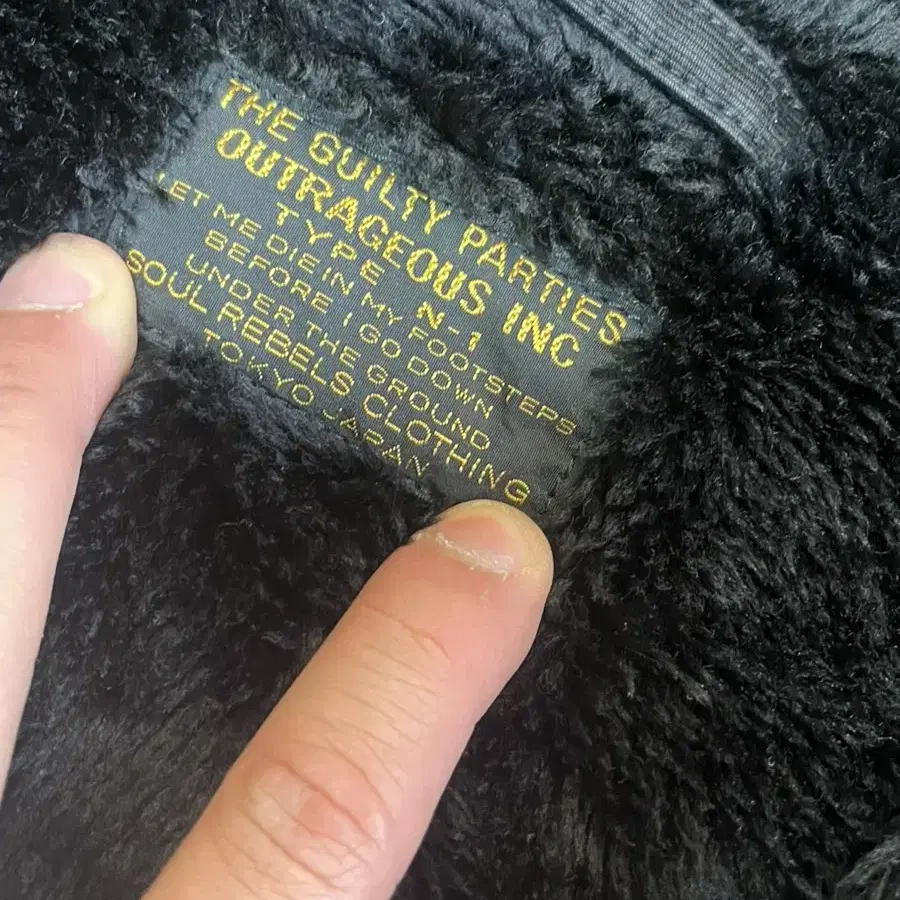 THE GUILTY PARTIES
OUTRAGEOUS INC
TYPE N-1
LET ME DIE IN MY FOOTSTEPS
BEFORE I GO DOWN
UNDER THE GROUND
SOUL REBELS CLOTHING
TOKYO JAPAN